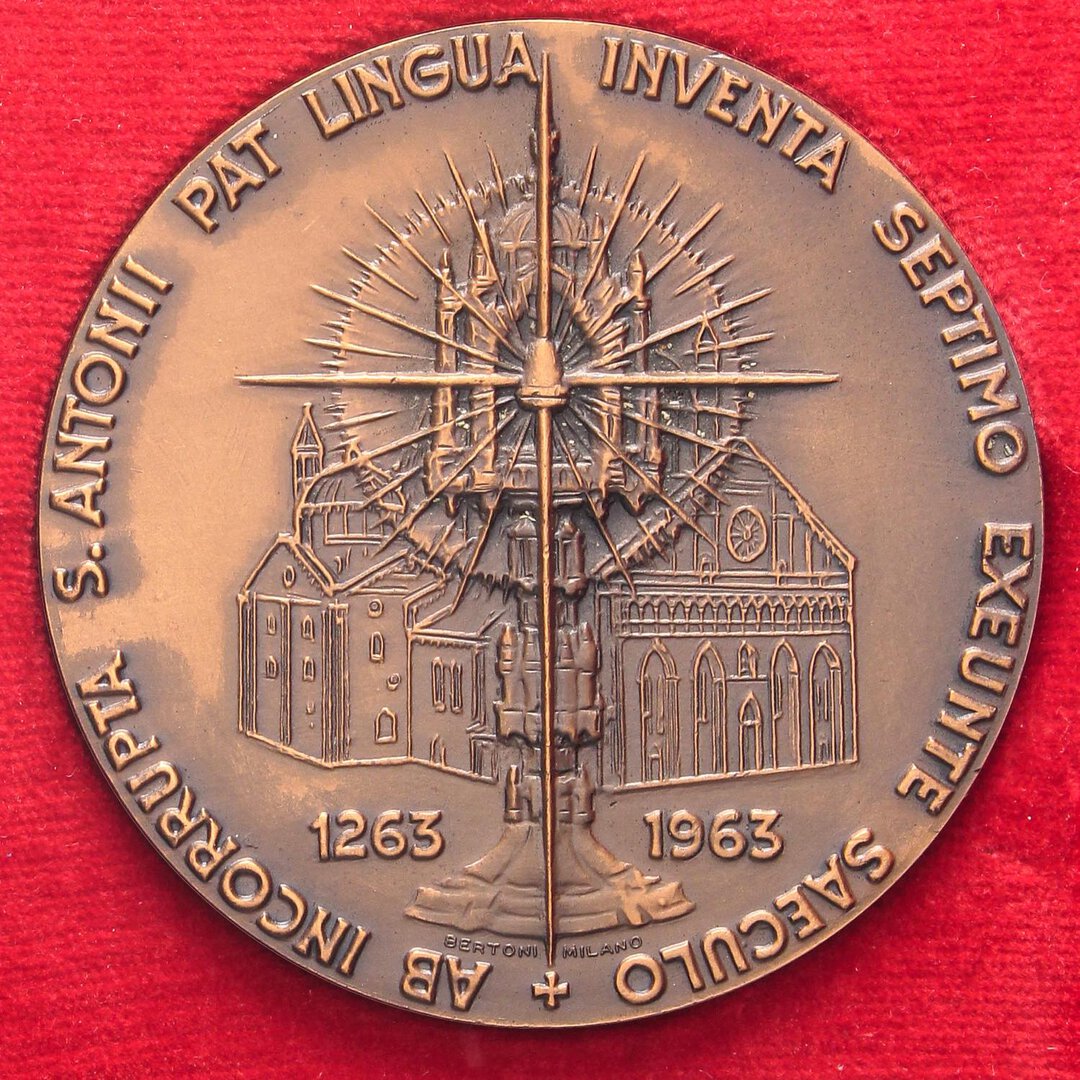 AB INCORRUPTA S. ANTONII PAT LINGUA INVENTA SEPTIMO EXEUNTE SAECULO
1263 1963
BERTONI MILANO